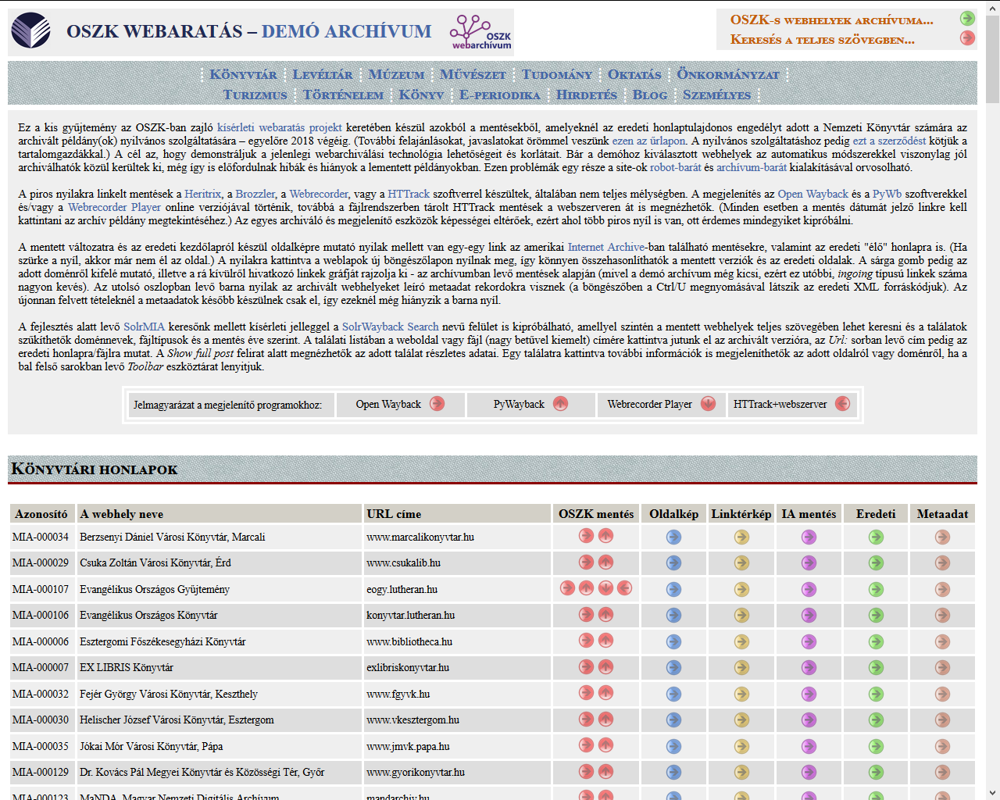 OSZK WEBARATÁS – DEMÓ ARCHÍVUM
OSZK
webarchívum
OSZK-s webhelyek archívuma...
Keresés a teljes szövegben...
Könyvtár Levéltár Múzeum Művészet Tudomány Oktatás Önkormányzat
Turizmus Történelem Könyv E-periodika Hirdetés Blog Személyes
Ez a kis gyűjtemény az OSZK-ban zajló kísérleti webaratás projekt keretében készül azokból a mentésekből, amelyeknél az eredeti honlaptulajdonos engedélyt adott a Nemzeti Könyvtár számára az
archivált példány(ok) nyilvános szolgáltatására – egyelőre 2018 végéig. (További felajánlásokat, javaslatokat örömmel veszünk ezen az űrlapon. A nyilvános szolgáltatáshoz pedig ezt a szerződést kötjük a
tartalomgazdákkal.) A cél az, hogy demonstráljuk a jelenlegi webarchiválási technológia lehetőségeit és korlátait. Bár a demóhoz kiválasztott webhelyek az automatikus módszerekkel viszonylag jól
archiválhatók közül kerültek ki, még így is előfordulnak hibák és hiányok a lementett példányokban. Ezen problémák egy része a site-ok robot-barát és archívum-barát kialakításával orvosolható.
A piros nyilakra linkelt mentések a Heritrix, a Brozzler, a Webrecorder, vagy a HTTrack szoftverrel készültek, általában nem teljes mélységben. A megjelenítés az Open Wayback és a PyWb szoftverekkel
és/vagy a Webrecorder Player online verziójával történik, továbbá a fájlrendszerben tárolt HTTrack mentések a webszerveren át is megnézhetők. (Minden esetben a mentés dátumát jelző linkre kell
kattintani az archív példány megtekintéséhez.) Az egyes archiváló és megjelenítő eszközök képességei eltérőek, ezért ahol több piros nyíl is van, ott érdemes mindegyiket kipróbálni.
A mentett változatra és az eredeti kezdőlapról készül oldalképre mutató nyilak mellett van egy-egy link az amerikai Internet Archive-ban található mentésekre, valamint az eredeti "élő" honlapra is. (Ha
szürke a nyíl, akkor már nem él az oldal.) A nyilakra kattintva a weblapok új böngészőlapon nyílnak meg, így könnyen összehasonlíthatók a mentett verziók és az eredeti oldalak. A sárga gomb pedig az
adott doménről kifelé mutató, illetve a rá kívülről hivatkozó linkek gráfját rajzolja ki - az archívumban levő mentések alapján (mivel a demó archívum még kicsi, ezért ez utóbbi, ingoing típusú linkek száma
nagyon kevés). Az utolsó oszlopban levő barna nyilak az archivált webhelyeket leíró metaadat rekordokra visznek (a böngészőben a Ctrl/U megnyomásával látszik az eredeti XML forráskódjuk). Az
újonnan felvett tételeknél a metaadatok később készülnek csak el, így ezeknél még hiányzik a barna nyíl.
A fejlesztés alatt levő SolrMIA keresőnk mellett kísérleti jelleggel a SolrWayback Search nevű felület is kipróbálható, amellyel szintén a mentett webhelyek teljes szövegében lehet keresni és a találatok
szűkíthetők doménnevek, fájltípusok és a mentés éve szerint. A találati listában a weboldal vagy fájl (nagy betűvel kiemelt) címére kattintva jutunk el az archivált verzióra, az Url: sorban levő cím pedig az
eredeti honlapra/fájlra mutat. A Show full post felirat alatt megnézhetők az adott találat részletes adatai. Egy találatra kattintva további információk is megjeleníthetők az adott oldalról vagy doménről, ha a
bal felső sarokban levő Toolbar eszköztárat lenyitjuk.
Jelmagyarázat a megjelenítő programokhoz: Open Wayback PyWayback Webrecorder Player HTTrack+webszerver
Könyvtári honlapok
Azonosító A webhely neve URL címe OSZK mentés Oldalkép Linktérkép IA mentés Eredeti Metaadat
MIA-000034 Berzsenyi Dániel Városi Könyvtár, Marcali www.marcalikonyvtar.hu
MIA-000029 Csuka Zoltán Városi Könyvtár, Érd www.csukalib.hu
MIA-000107 Evangélikus Országos Gyűjtemény eogy.lutheran.hu
MIA-000106 Evangélikus Országos Könyvtár konyvtar.lutheran.hu
MIA-000006 Esztergomi Főszékesegyházi Könyvtár www.bibliotheca.hu
MIA-000007 EX LIBRIS Könyvtár exlibriskonyvtar.hu
MIA-000032 Fejér György Városi Könyvtár, Keszthely www.fgyvk.hu
MIA-000030 Helischer József Városi Könyvtár, Esztergom www.vkesztergom.hu
MIA-000035 Jókai Mór Városi Könyvtár, Pápa www.jmvk.papa.hu
MIA-000129 Dr. Kovács Pál Megyei Könyvtár és Közösségi Tér, Győr www.gyorikonyvtar.hu
MIA-000123 MaNDA, Magyar Nemzeti Digitális Archívum mandarchiv.hu